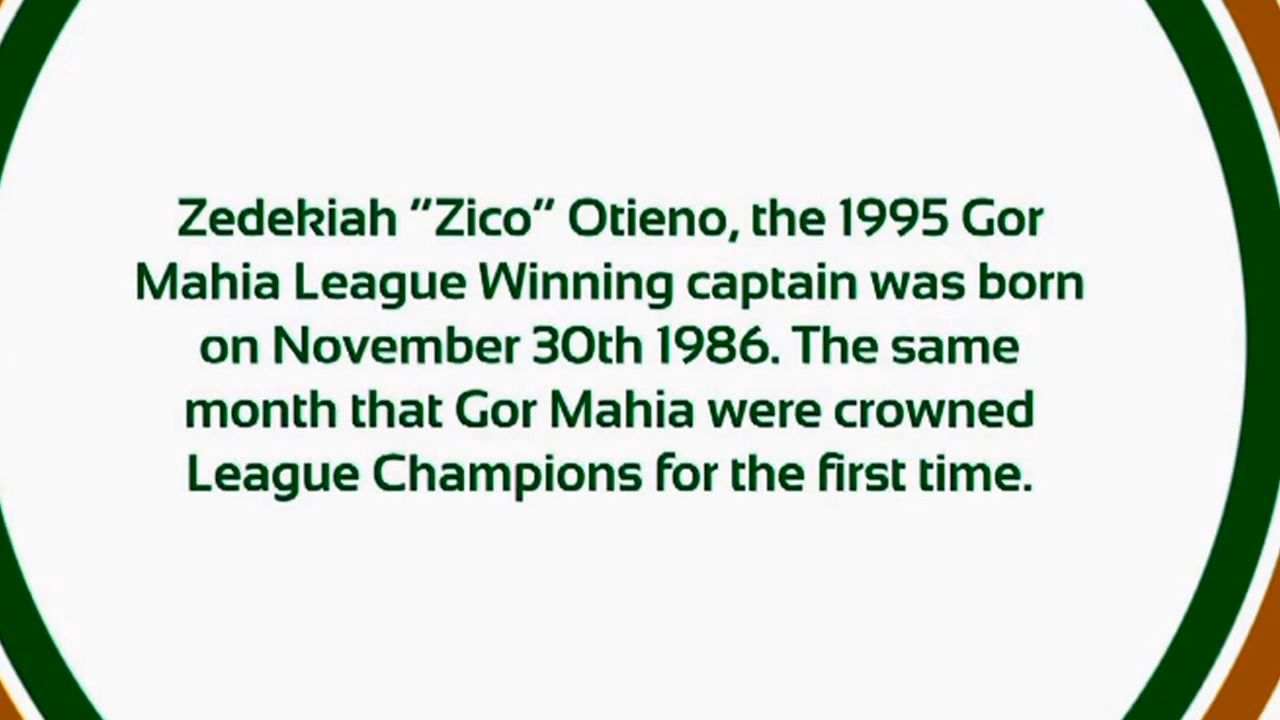 Zedekiah "Zico" Otieno, the 1995 Gor
Mahia League Winning captain was born
on November 30th 1986. The same
month that Gor Mahia were crowned
League Champions for the first time.